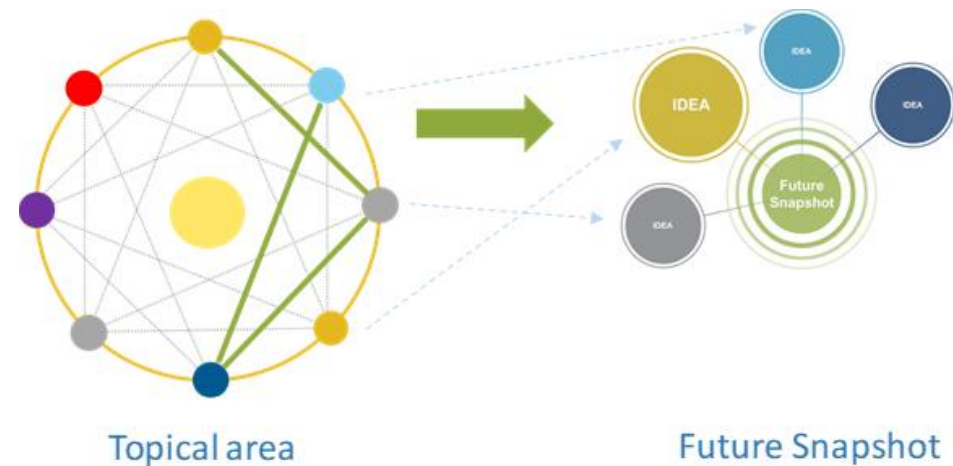 IDEA
IDEA
IDEA
Future
Snapshot
IDEA
Topical area
Future Snapshot